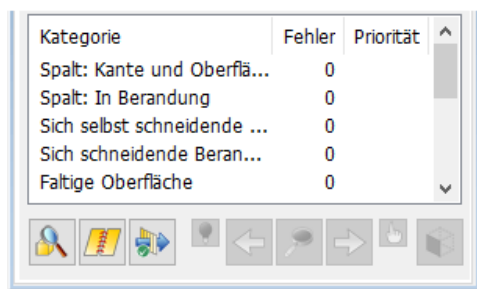 Kategorie Fehler Priorität
Spalt: Kante und Oberflä... 0
Spalt: In Berandung 0
Sich selbst schneidende ... 0
Sich schneidende Beran... 0
Faltige Oberfläche 0